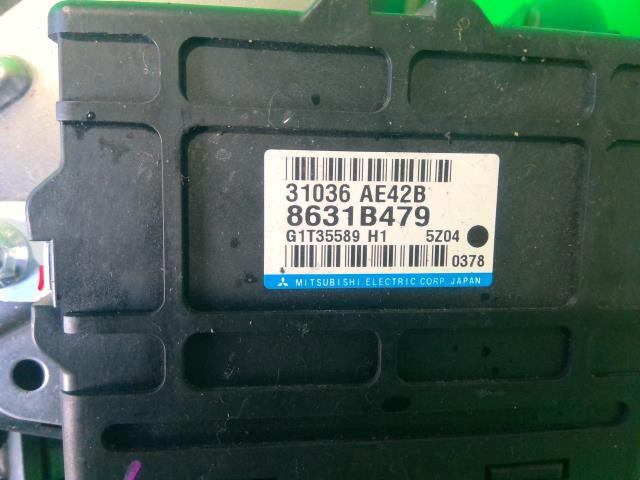 31036 AE42B
8631B479
G1T35589 H1 5Z04
0378
MITSUBISHI ELECTRIC CORP. JAPAN